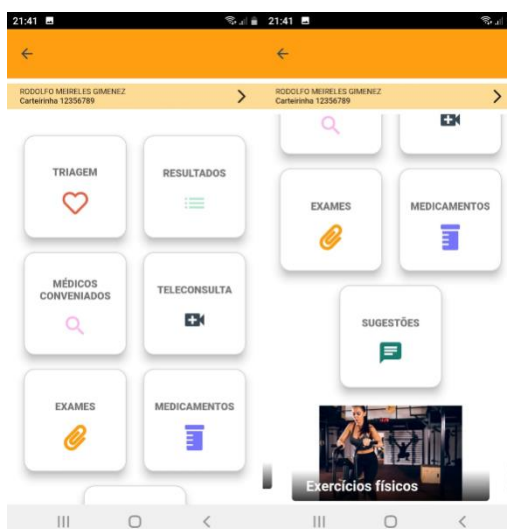 21:41
RODOLFO MEIRELES GIMENEZ
Carteirinha 12356789
TRIAGEM
RESULTADOS
MÉDICOS
CONVENIADOS
TELECONSULTA
EXAMES
MEDICAMENTOS
21:41
RODOLFO MEIRELES GIMENEZ
Carteirinha 12356789
EXAMES
MEDICAMENTOS
SUGESTÕES
Exercícios físicos